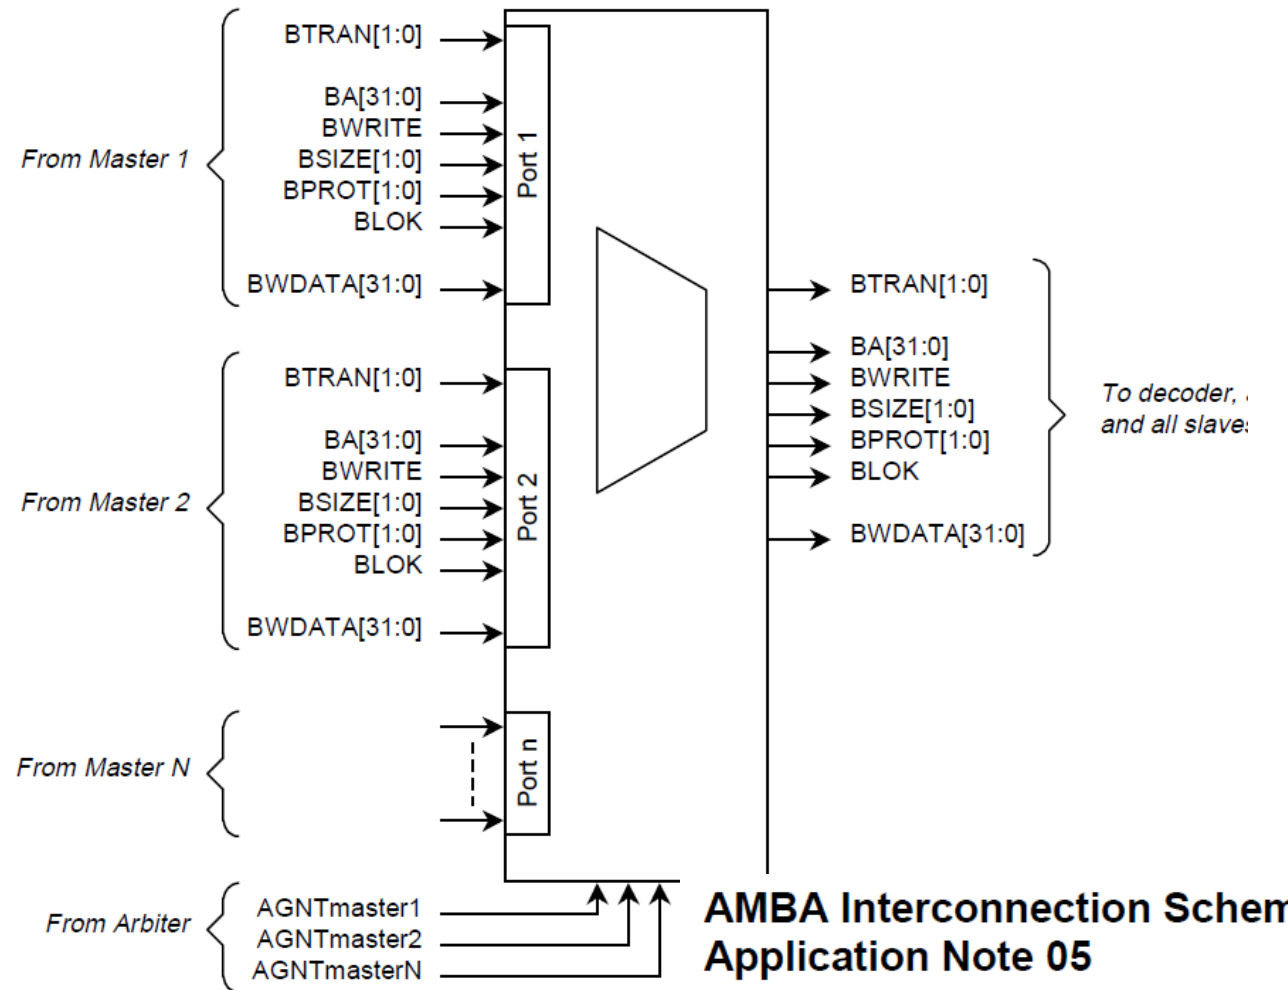 From Master 1
BTRAN[1:0]
BA[31:0]
BWRITE
BSIZE[1:0]
BPROT[1:0]
BLOK
BWDATA[31:0]
Port 1
From Master 2
BTRAN[1:0]
BA[31:0]
BWRITE
BSIZE[1:0]
BPROT[1:0]
BLOK
BWDATA[31:0]
Port 2
From Master N
Port n
From Arbiter
AGNTmaster1
AGNTmaster2
AGNTmasterN
BTRAN[1:0]
BA[31:0]
BWRITE
BSIZE[1:0]
BPROT[1:0]
BLOK
BWDATA[31:0]
To decoder,
and all slaves
AMBA Interconnection Schem
Application Note 05